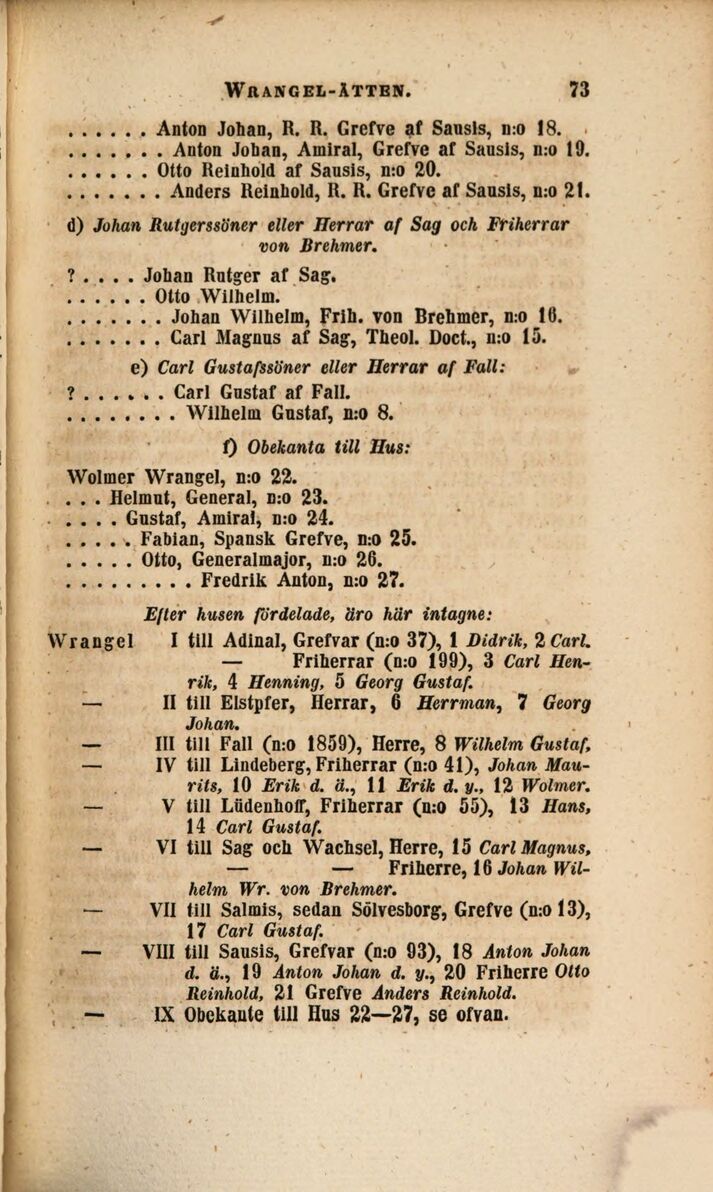 WRANGEL-ÄTTEN. 73
. . . . . . Anton Johan, R. R. Grefve af Sausis, n:o 18.
. . . . . . . Anton Johan, Amiral, Grefve af Sausis, n:o 19.
. . . . . . Otto Reinhold af Sausis, n:o 20.
. . . . . . . Anders Reinhold, R. R. Grefve af Sausis, n:o 21.
d) Johan Rutgerssöner eller Herrar af Sag och Friherrar
von Brehmer.
? . . . . Johan Rutger af Sag.
. . . . . . Otto Wilhelm.
. . . . . . . Johan Wilhelm, Frih. von Brehmer, n:o 16.
. . . . . . . Carl Magnus af Sag, Theol. Doct., n:o 15.
e) Carl Gustafssöner eller Herrar af Fall:
? . . . . . . Carl Gustaf af Fall.
. . . . . . . . Wilhelm Gustaf, n:o 8.
f) Obekanta till Hus:
Wolmer Wrangel, n:o 22.
. . . Helmut, General, n:o 23.
. . . . Gustaf, Amiral, n:o 24.
. . . . . Fabian, Spansk Grefve, n:o 25.
. . . . . Otto, Generalmajor, n:o 26.
. . . . . . . . . Fredrik Anton, n:o 27.
Efter husen fördelade, äro här intagne:
Wrangel I till Adinal, Grefvar (n:o 37), 1 Didrik, 2 Carl.
— Friherrar (n:o 199), 3 Carl Hen-
rik, 4 Henning, 5 Georg Gustaf.
— II till Elstpfer, Herrar, 6 Herrman, 7 Georg
Johan.
— III till Fall (n:o 1859), Herre, 8 Wilhelm Gustaf,
— IV till Lindeberg, Friherrar (n:o 41), Johan Mau-
rits, 10 Erik d. ä., 11 Erik d. y., 12 Wolmer.
— V till Lüdenhoff, Friherrar (n:o 55), 13 Hans,
14 Carl Gustaf.
— VI till Sag och Wachsel, Herre, 15 Carl Magnus,
— — Friherre, 16 Johan Wil-
helm Wr. von Brehmer.
— VII till Salmis, sedan Sölvesborg, Grefve (n:o 13),
17 Carl Gustaf.
— VIII till Sausis, Grefvar (n:o 93), 18 Anton Johan
d. ä., 19 Anton Johan d. y., 20 Friherre Otto
Reinhold, 21 Grefve Anders Reinhold.
— IX Obekante till Hus 22—27, se ofvan.